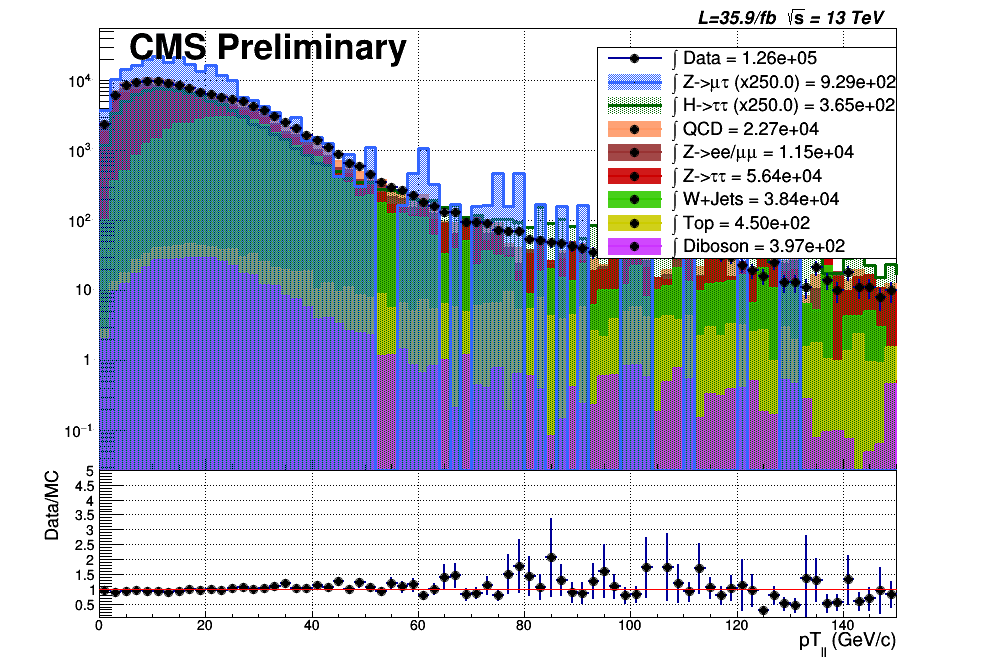 L=35.9/fb √s = 13 TeV
CMS Preliminary
∫ Data = 1.26e+05
∫ Z->μτ (x250.0) = 9.29e+02
∫ H->ττ (x250.0) = 3.65e+02
∫ QCD = 2.27e+04
∫ Z->ee/μμ = 1.15e+04
∫ Z->ττ = 5.64e+04
∫ W+Jets = 3.84e+04
∫ Top = 4.50e+02
∫ Diboson = 3.97e+02
10⁴
10³
10²
10
1
10⁻¹
Data/MC
5
4.5
4
3.5
3
2.5
2
1.5
1
0.5
0 20 40 60 80 100 120 140
pT_ll (GeV/c)